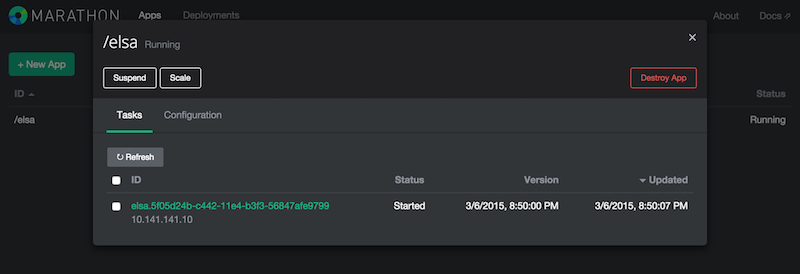 MARATHON Apps Deployments About Docs
/elsa Running ×
+ New App
Suspend Scale Destroy App
ID Status
Tasks Configuration
/elsa Running
Refresh
ID Status Version Updated
elsa.5f05d24b-c442-11e4-b3f3-56847afe9799 Started 3/6/2015, 8:50:00 PM 3/6/2015, 8:50:07 PM
10.141.141.10